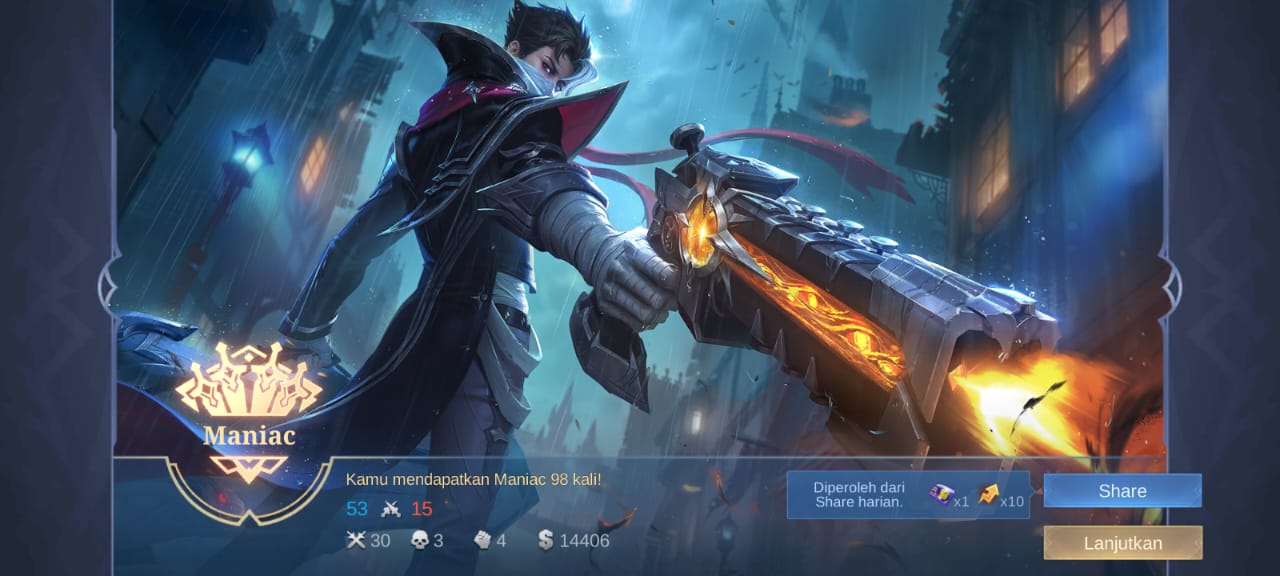 Maniac
Kamu mendapatkan Maniac 98 kali!
53 15
30 3 4 14406
Diperoleh dari
Share harian.
x1 x10
Share
Lanjutkan